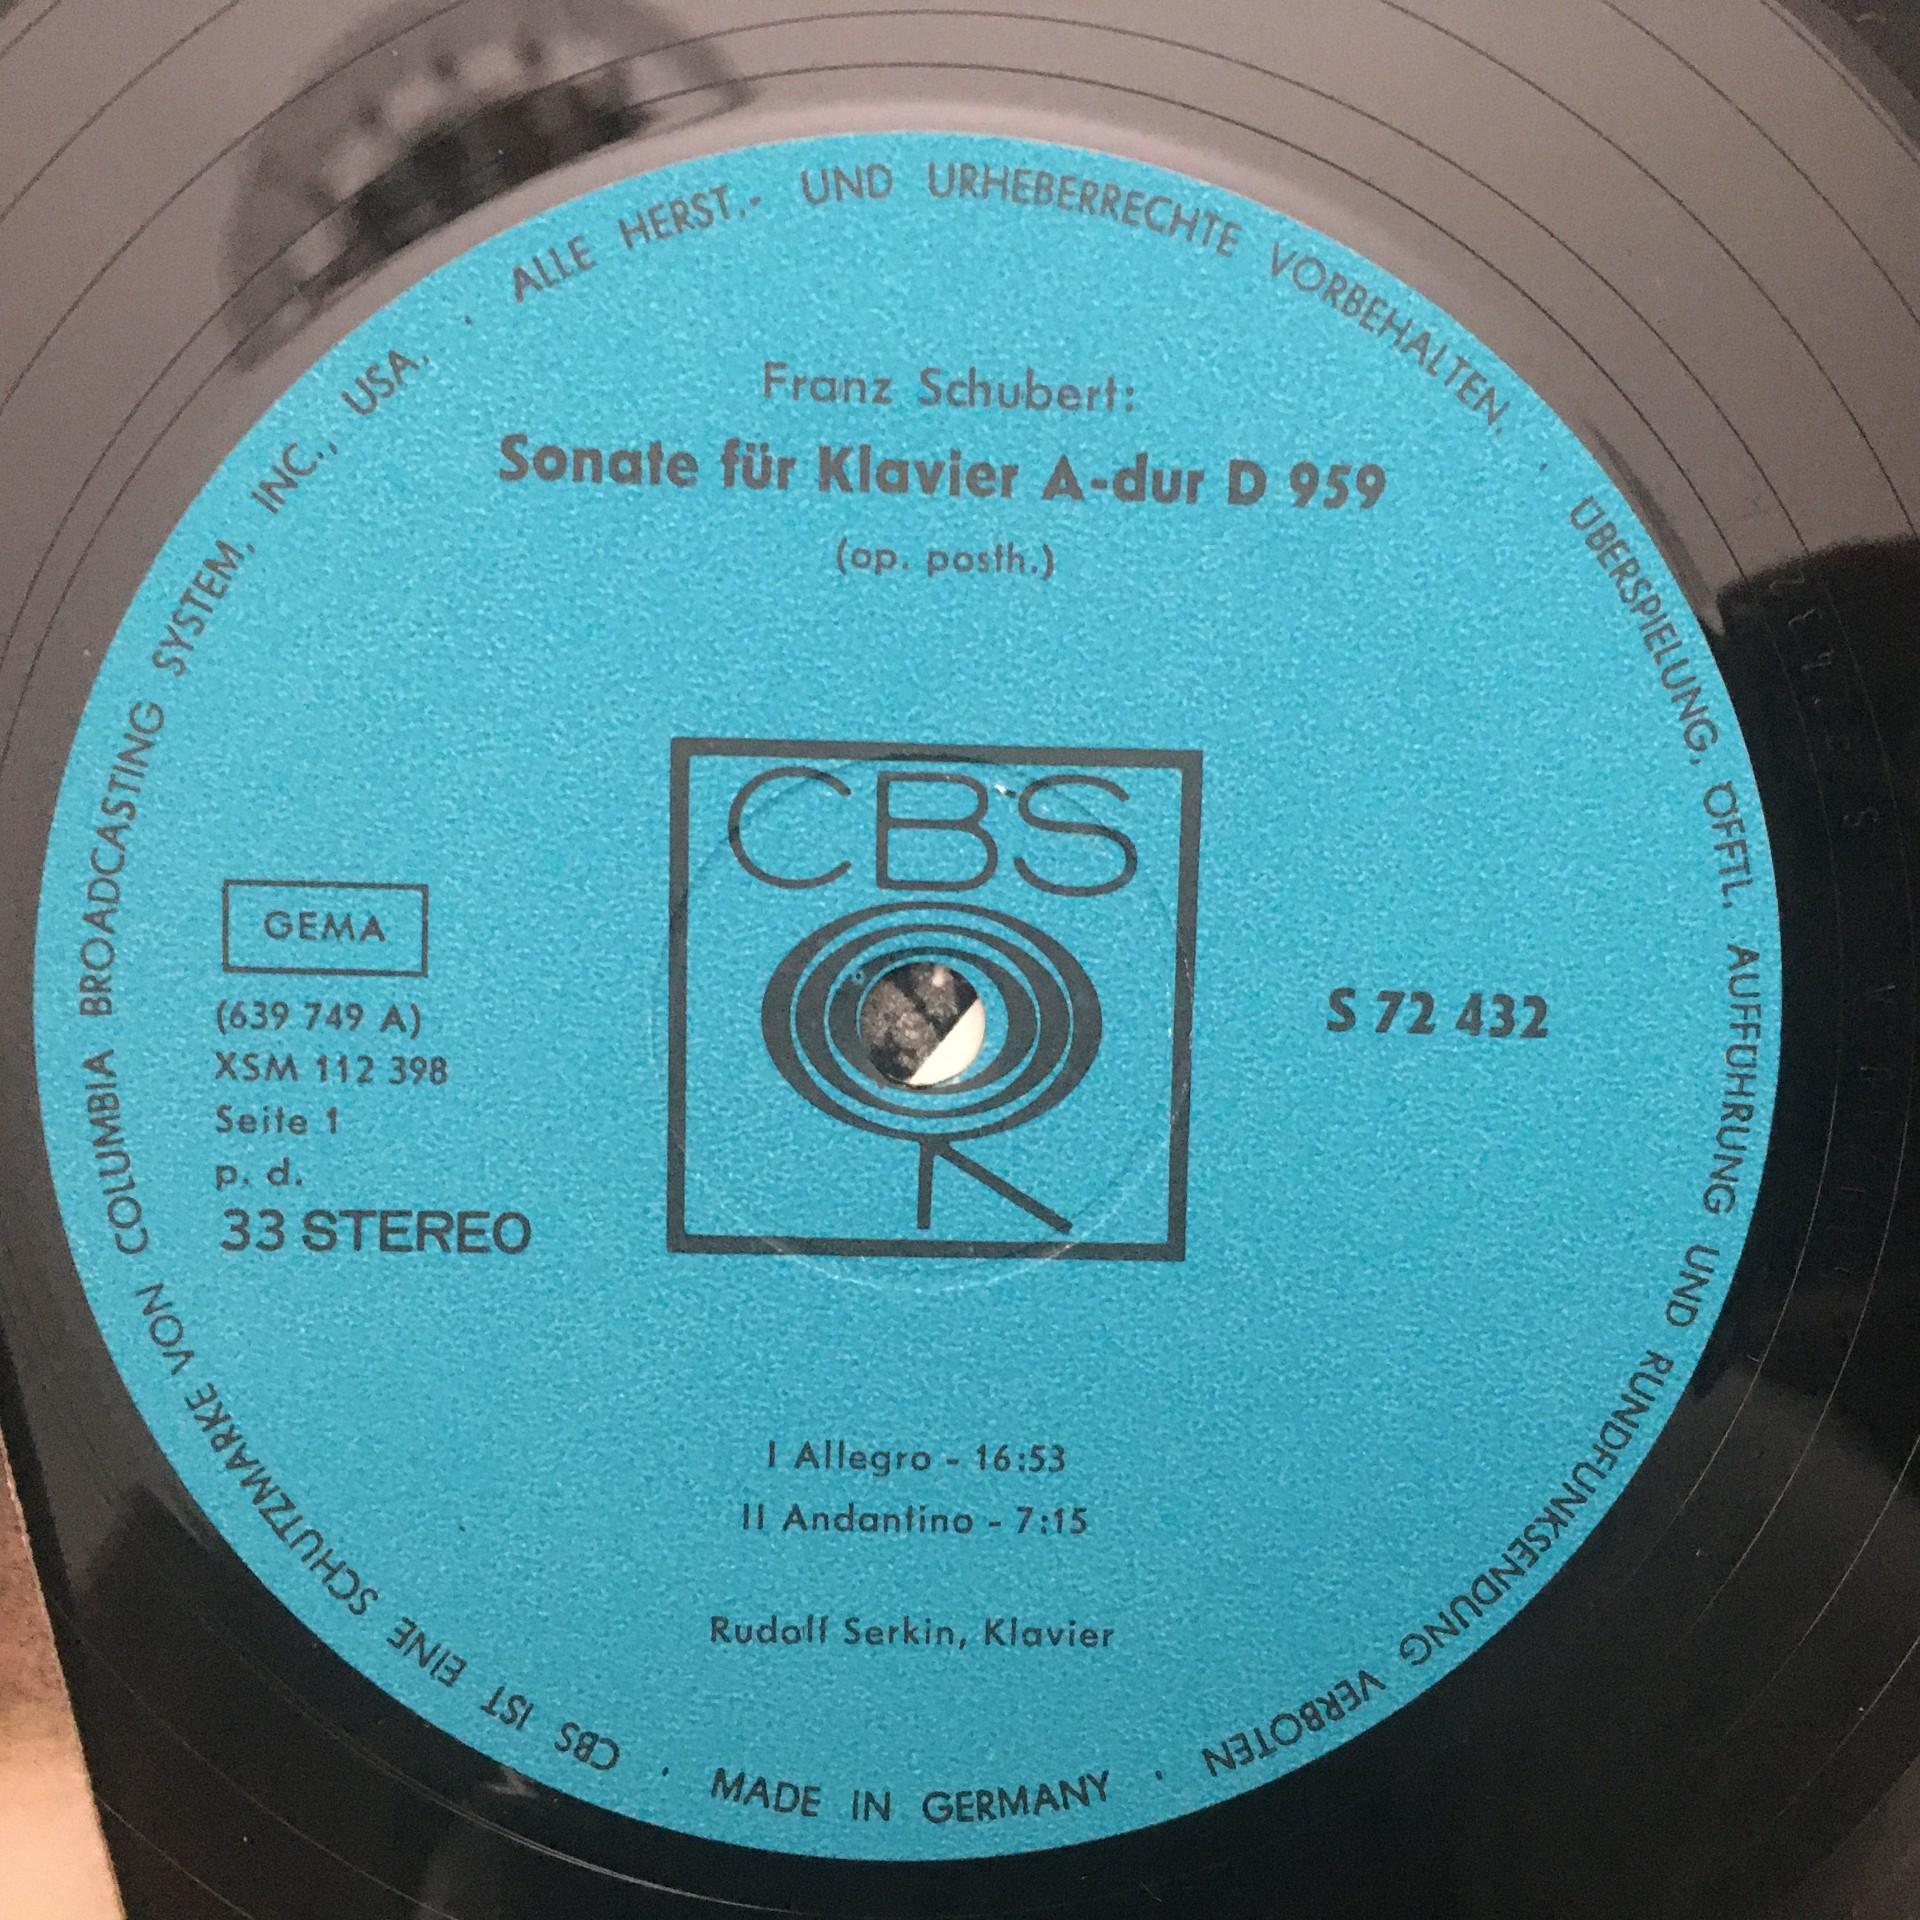 Franz Schubert:
Sonate für Klavier A-dur D 959
(op. posth.)
CBS
GEMA
(639 749 A)
XSM 112 398
Seite 1
p. d.
33 STEREO
S 72 432
I Allegro - 16:53
II Andantino - 7:15
Rudolf Serkin, Klavier
ALLE HERST.- UND URHEBERRECHTE VORBEHALTEN. · ÜBERSPIELUNG, ÖFFTL. AUFFÜHRUNG UND RUNDFUNKSENDUNG VERBOTEN · MADE IN GERMANY · CBS IST EINE SCHUTZMARKE VON COLUMBIA BROADCASTING SYSTEM, INC., USA. ·